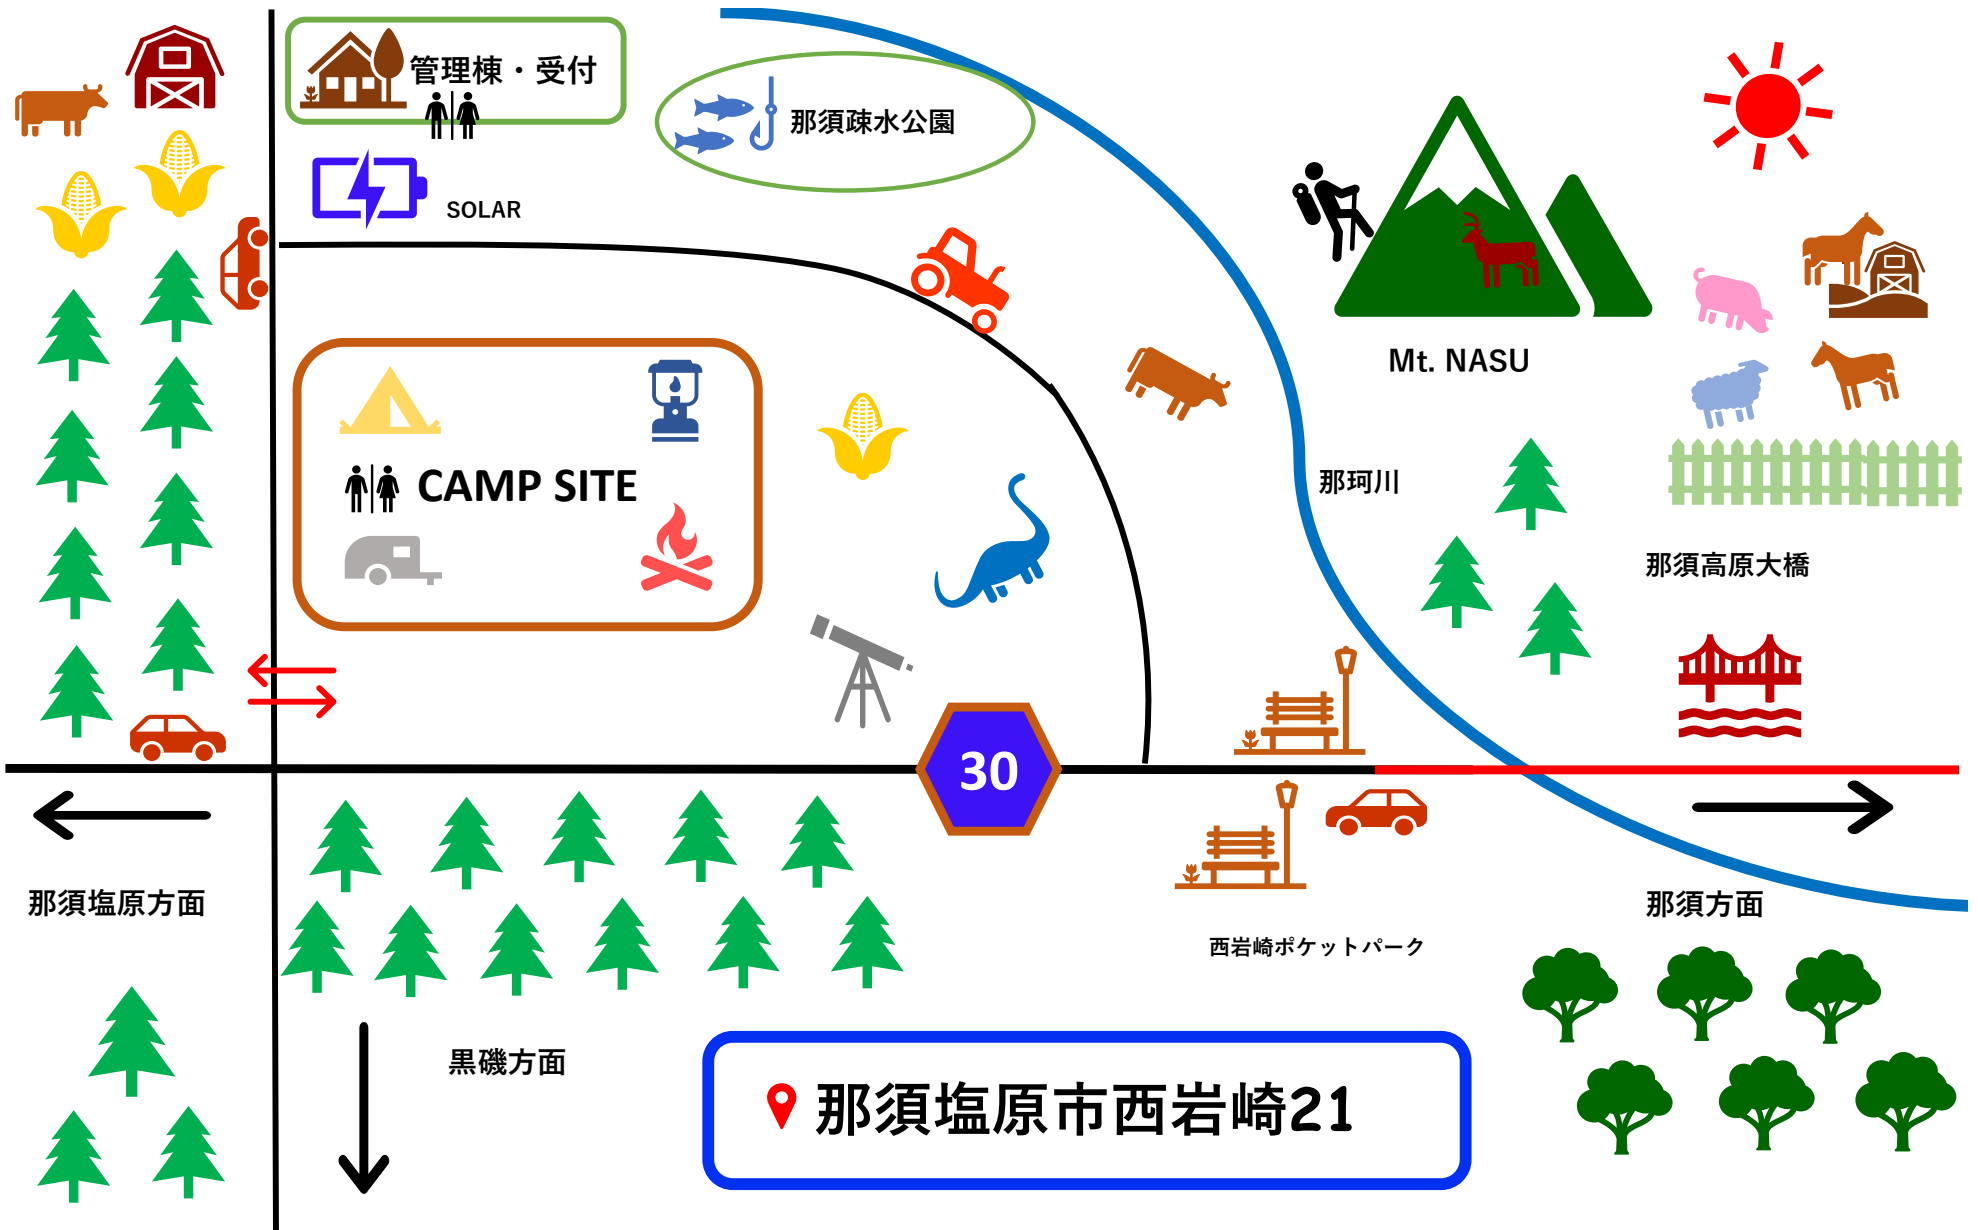 管理棟・受付
那須疎水公園
SOLAR
Mt. NASU
CAMP SITE
那珂川
那須高原大橋
30
那須塩原方面
那須方面
西岩崎ポケットパーク
黒磯方面
那須塩原市西岩崎21